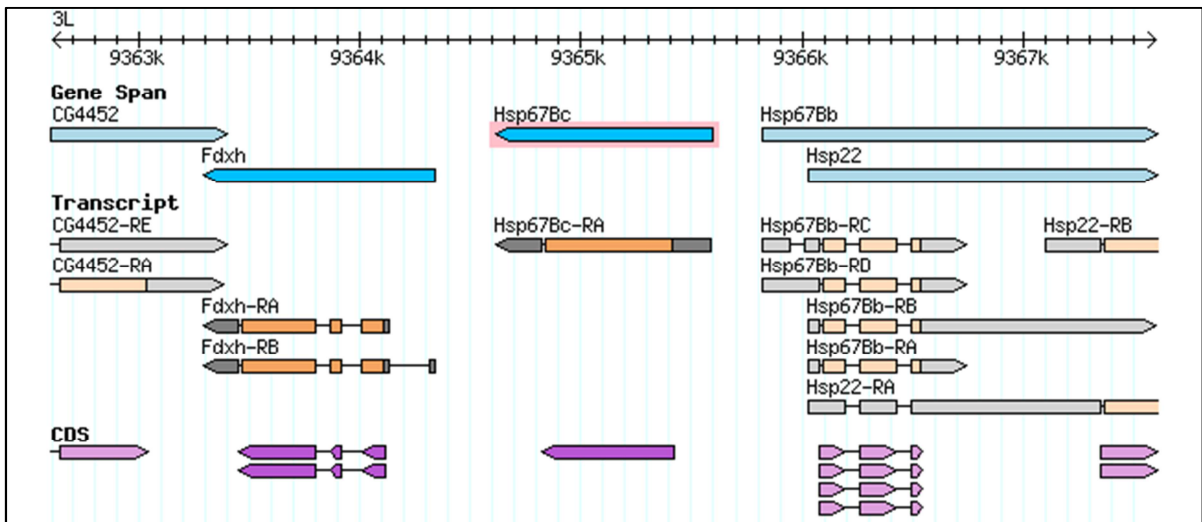 3L
9363k 9364k 9365k 9366k 9367k
Gene Span
CG4452 Hsp67Bc Hsp67Bb
Fdxh Hsp22
Transcript
CG4452-RE Hsp67Bc-RA Hsp67Bb-RC Hsp22-RB
CG4452-RA Hsp67Bb-RD
Fdxh-RA Hsp67Bb-RB
Fdxh-RB Hsp67Bb-RA
Hsp22-RA
CDS